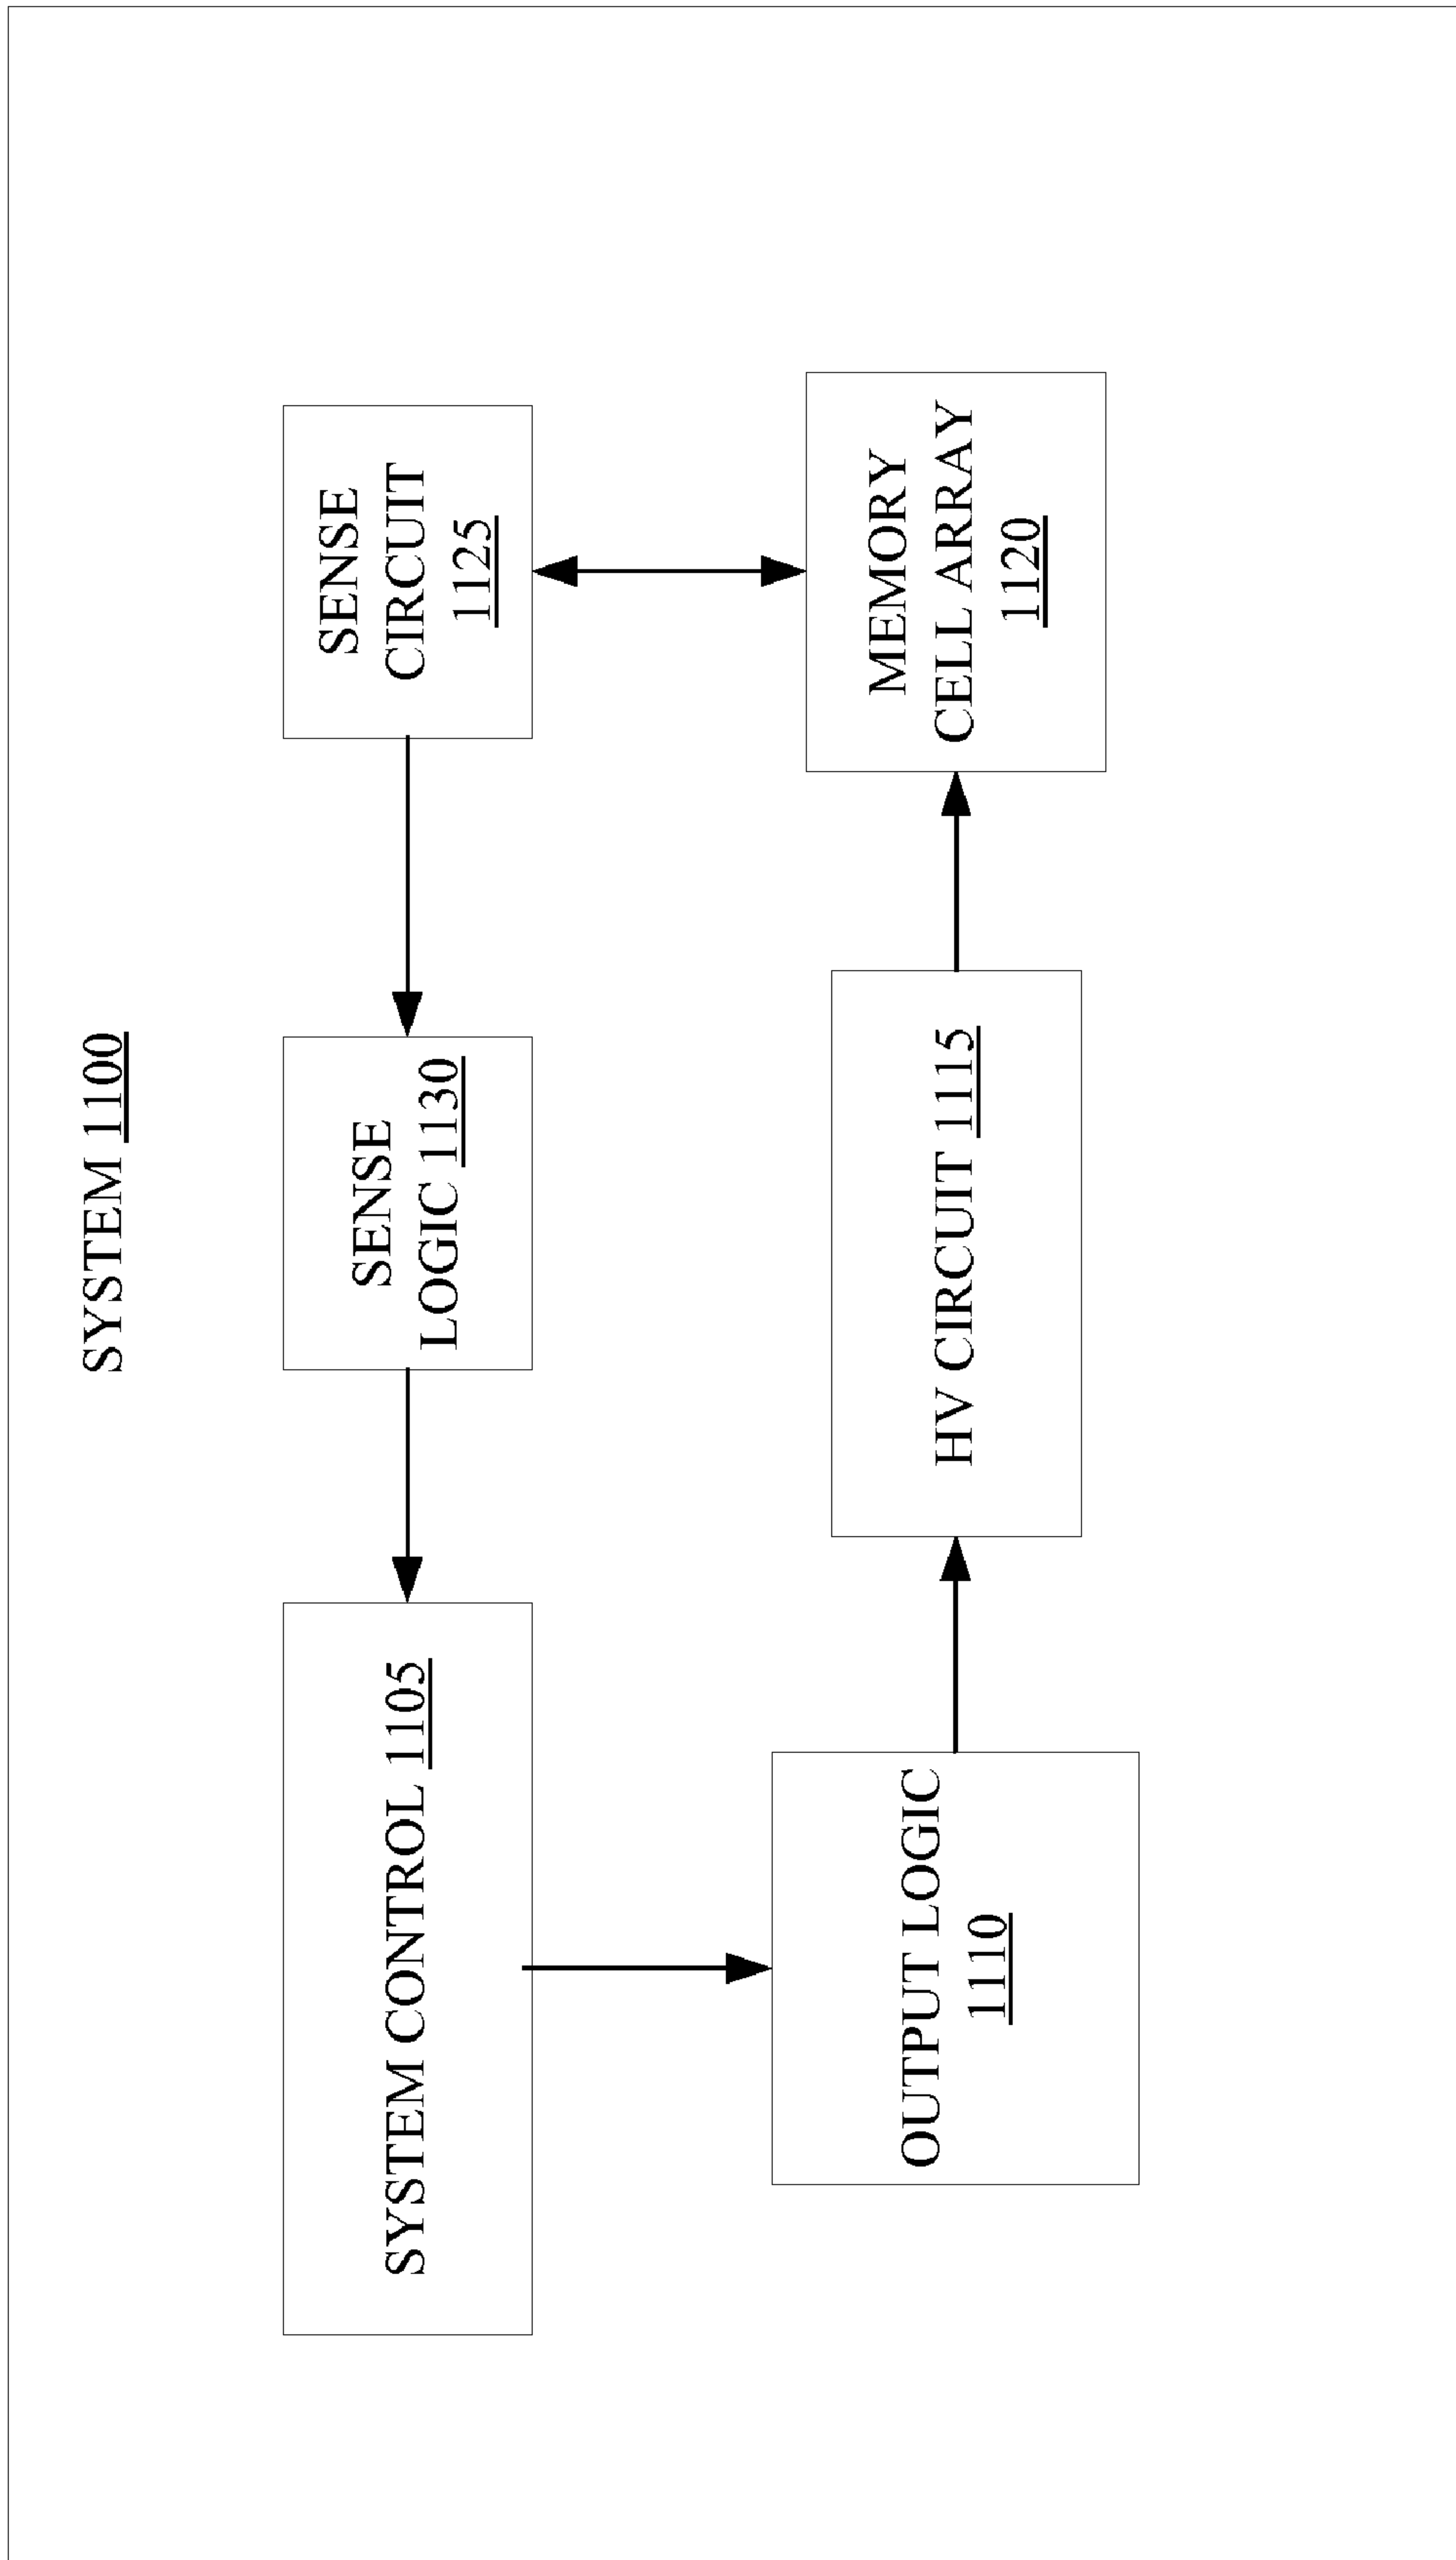 SYSTEM 1100
SYSTEM CONTROL 1105
SENSE
LOGIC 1130
SENSE
CIRCUIT
1125
OUTPUT LOGIC
1110
HV CIRCUIT 1115
MEMORY
CELL ARRAY
1120